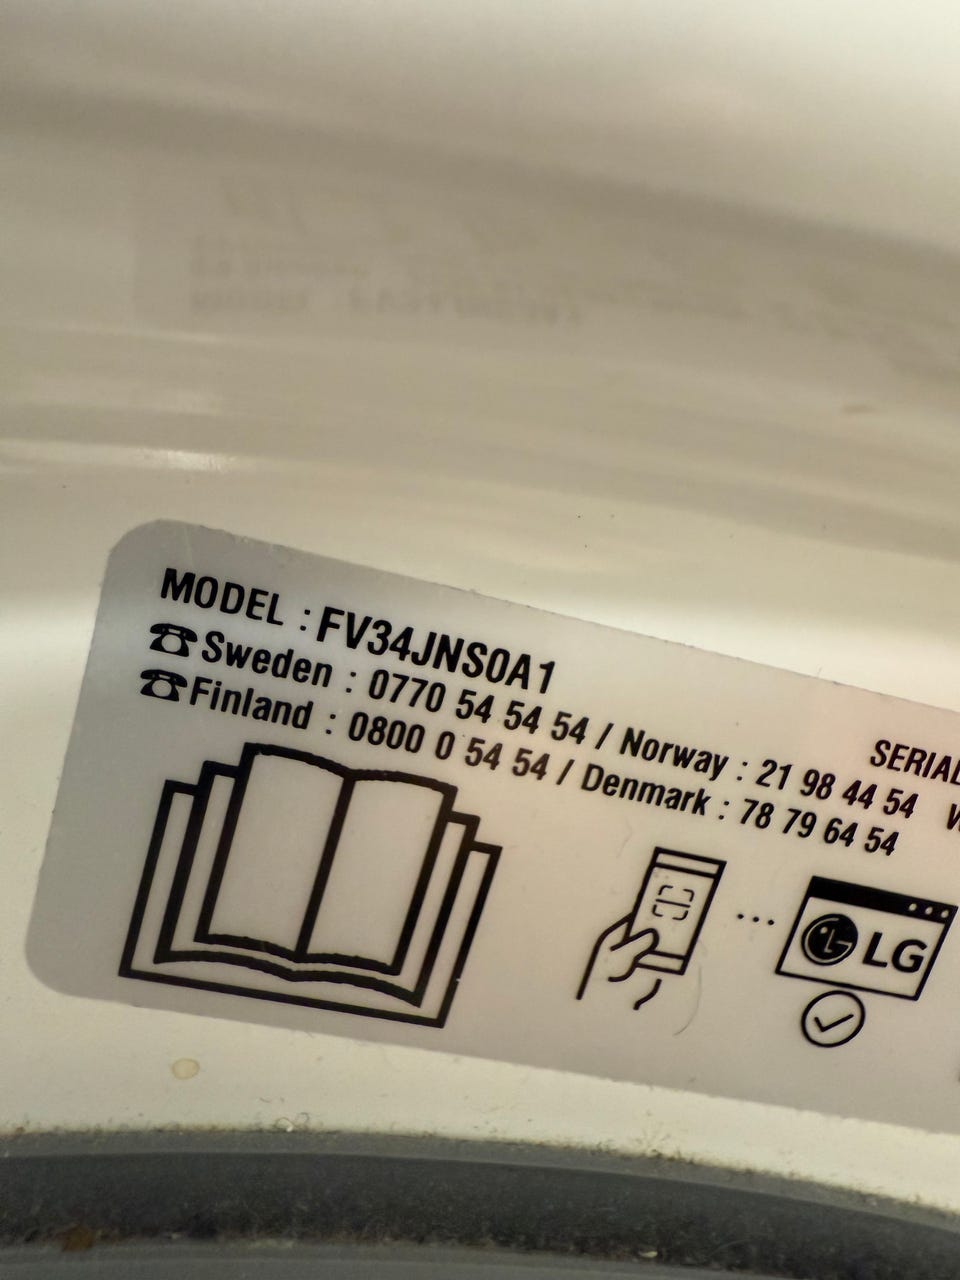 MODEL : FV34JNS0A1
SERIAL
☎Sweden : 0770 54 54 54 / Norway : 21 98 44 54
☎Finland : 0800 0 54 54 / Denmark : 78 79 64 54
LG